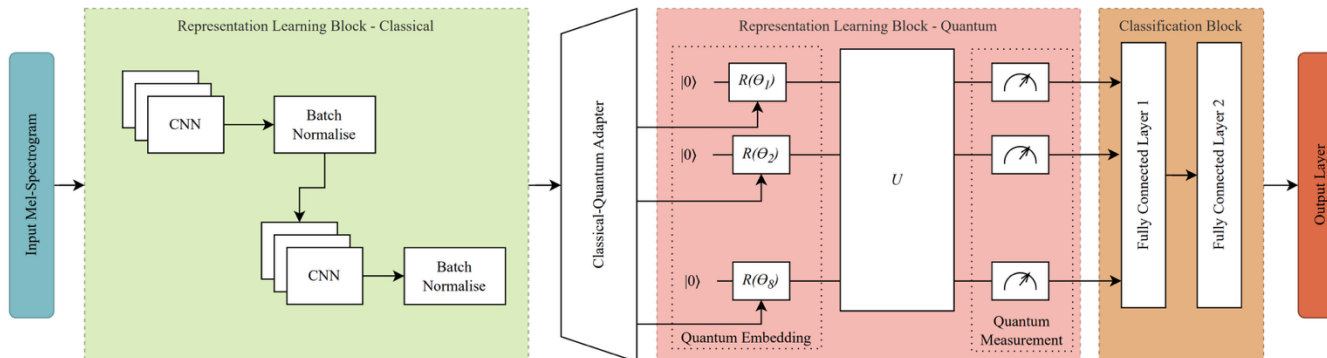 Input Mel-Spectrogram
Representation Learning Block - Classical
CNN
Batch
Normalise
CNN
Batch
Normalise
Classical-Quantum Adapter
Representation Learning Block - Quantum
|0⟩
R(Θ₁)
|0⟩
R(Θ₂)
|0⟩
R(Θ₈)
Quantum Embedding
U
Quantum
Measurement
Classification Block
Fully Connected Layer 1
Fully Connected Layer 2
Output Layer